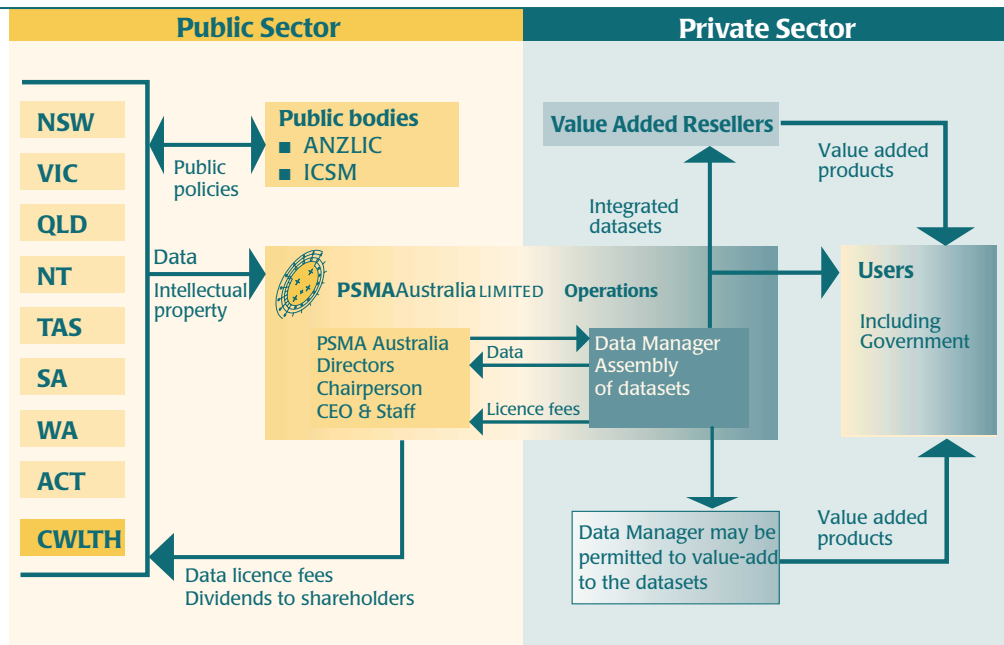 Public Sector
Private Sector
NSW
VIC
QLD
NT
TAS
SA
WA
ACT
CWLTH
Public bodies
■ ANZLIC
■ ICSM
Public
policies
Data
Intellectual
property
PSMAAustralia LIMITED Operations
PSMA Australia
Directors
Chairperson
CEO & Staff
Data
Licence fees
Data Manager
Assembly
of datasets
Data licence fees
Dividends to shareholders
Value Added Resellers
Integrated
datasets
Value added
products
Users
Including
Government
Data Manager may be
permitted to value-add
to the datasets
Value added
products